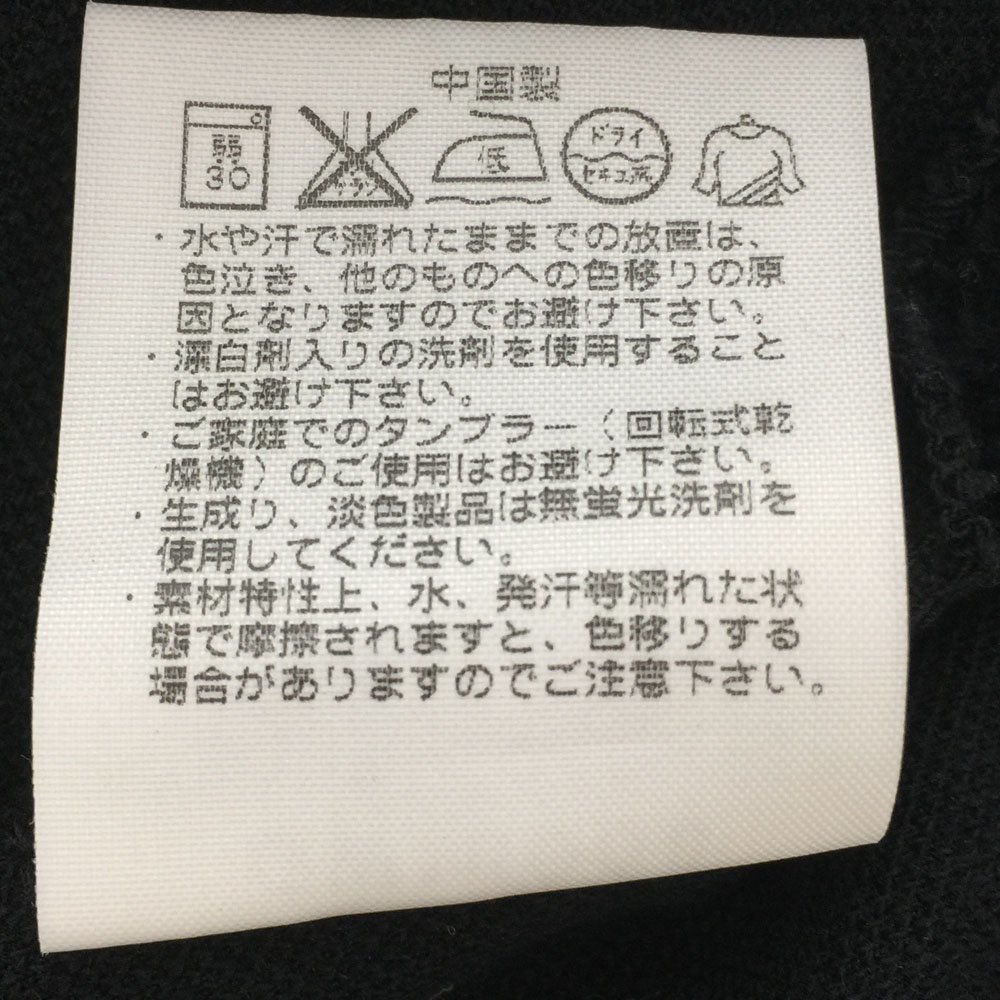 中国製
弱
30
エンソ
サラシ
低
ドライ
セキユ系
・水や汗で濡れたままでの放置は、
色泣き、他のものへの色移りの原
因となりますのでお避け下さい。
・漂白剤入りの洗剤を使用すること
はお避け下さい。
・ご家庭でのタンブラー（回転式乾
燥機）のご使用はお避け下さい。
・生成り、淡色製品は無蛍光洗剤を
使用してください。
・素材特性上、水、発汗等濡れた状
態で摩擦されますと、色移りする
場合がありますのでご注意下さい。